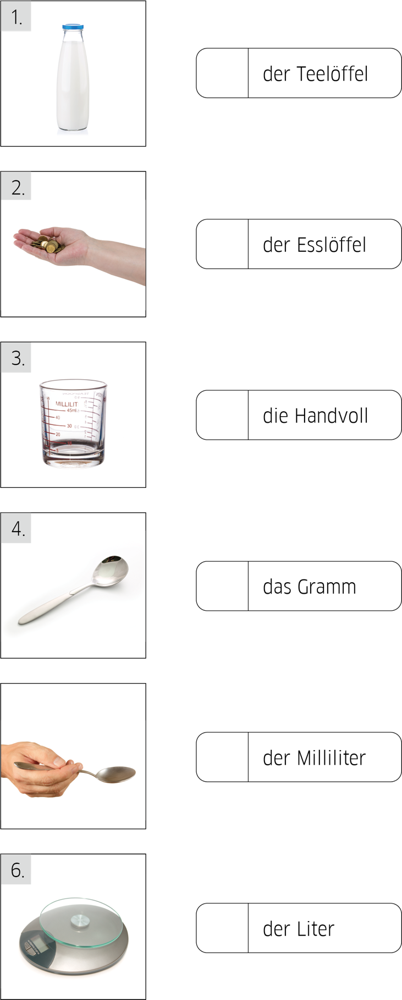 1.
der Teelöffel
2.
der Esslöffel
3.
MILLILIT
45ml
40
30
20
5
die Handvoll
4.
das Gramm
der Milliliter
6.
der Liter